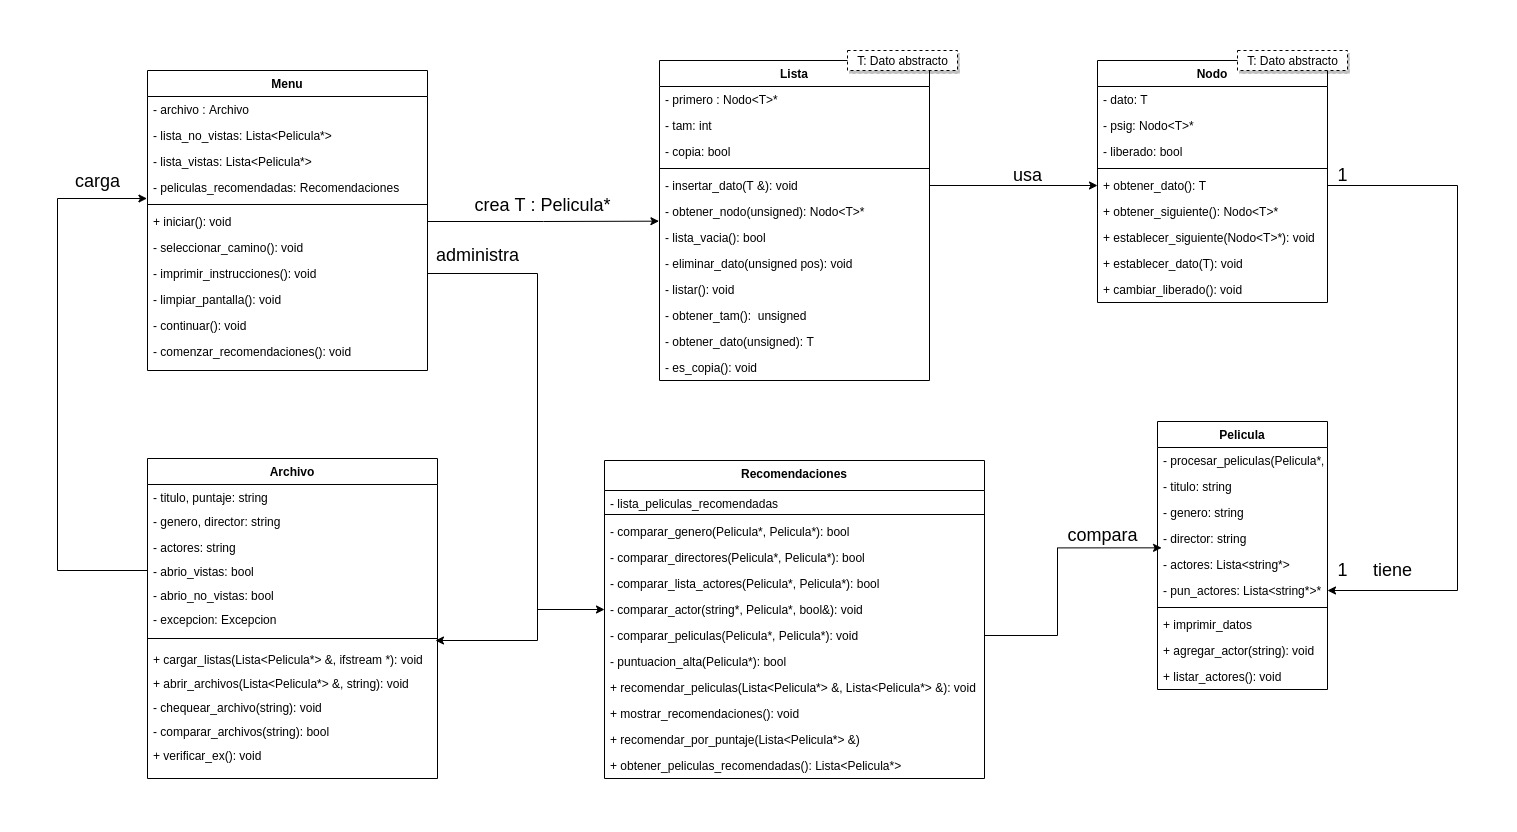 Menu
- archivo : Archivo
- lista_no_vistas: Lista<Pelicula*>
- lista_vistas: Lista<Pelicula*>
- peliculas_recomendadas: Recomendaciones
+ iniciar(): void
- seleccionar_camino(): void
- imprimir_instrucciones(): void
- limpiar_pantalla(): void
- continuar(): void
- comenzar_recomendaciones(): void
carga
crea T : Pelicula*
administra
T: Dato abstracto
Lista
- primero : Nodo<T>*
- tam: int
- copia: bool
- insertar_dato(T &): void
- obtener_nodo(unsigned): Nodo<T>*
- lista_vacia(): bool
- eliminar_dato(unsigned pos): void
- listar(): void
- obtener_tam():  unsigned
- obtener_dato(unsigned): T
- es_copia(): void
usa
T: Dato abstracto
Nodo
- dato: T
- psig: Nodo<T>*
- liberado: bool
+ obtener_dato(): T
+ obtener_siguiente(): Nodo<T>*
+ establecer_siguiente(Nodo<T>*): void
+ establecer_dato(T): void
+ cambiar_liberado(): void
1
Archivo
- titulo, puntaje: string
- genero, director: string
- actores: string
- abrio_vistas: bool
- abrio_no_vistas: bool
- excepcion: Excepcion
+ cargar_listas(Lista<Pelicula*> &, ifstream *): void
+ abrir_archivos(Lista<Pelicula*> &, string): void
- chequear_archivo(string): void
- comparar_archivos(string): bool
+ verificar_ex(): void
Recomendaciones
- lista_peliculas_recomendadas
- comparar_genero(Pelicula*, Pelicula*): bool
- comparar_directores(Pelicula*, Pelicula*): bool
- comparar_lista_actores(Pelicula*, Pelicula*): bool
- comparar_actor(string*, Pelicula*, bool&): void
- comparar_peliculas(Pelicula*, Pelicula*): void
- puntuacion_alta(Pelicula*): bool
+ recomendar_peliculas(Lista<Pelicula*> &, Lista<Pelicula*> &): void
+ mostrar_recomendaciones(): void
+ recomendar_por_puntaje(Lista<Pelicula*> &)
+ obtener_peliculas_recomendadas(): Lista<Pelicula*>
compara
Pelicula
- procesar_peliculas(Pelicula*,
- titulo: string
- genero: string
- director: string
- actores: Lista<string*>
- pun_actores: Lista<string*>*
+ imprimir_datos
+ agregar_actor(string): void
+ listar_actores(): void
1 tiene